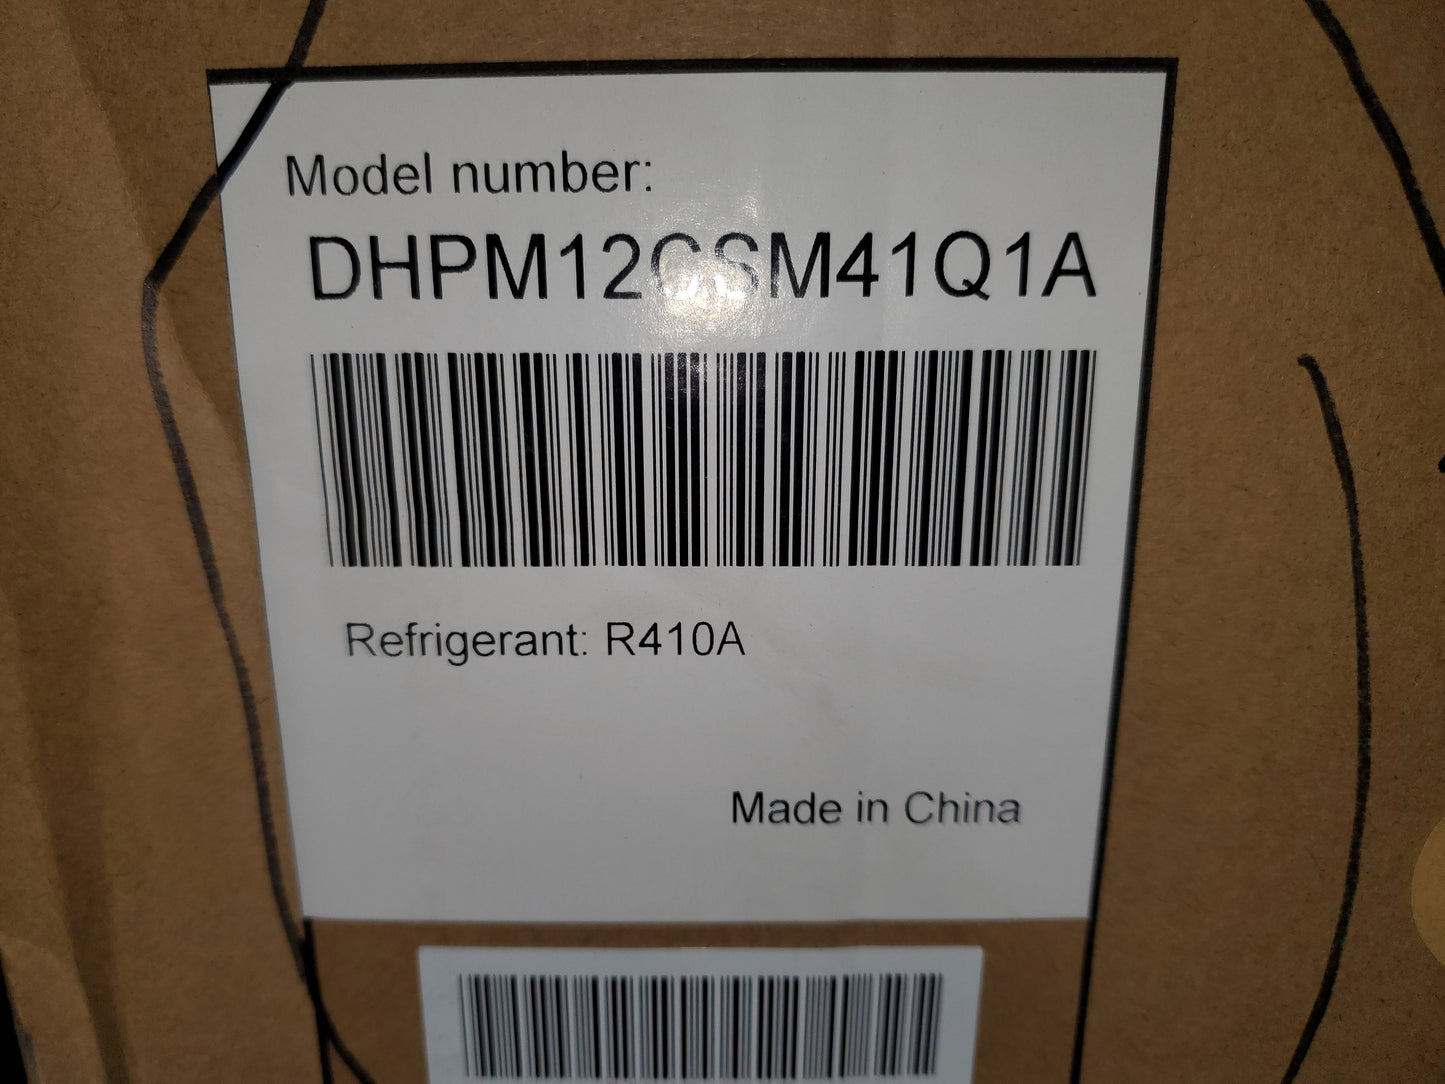 Model number:
DHPM12CSM41Q1A
Refrigerant: R410A
Made in China